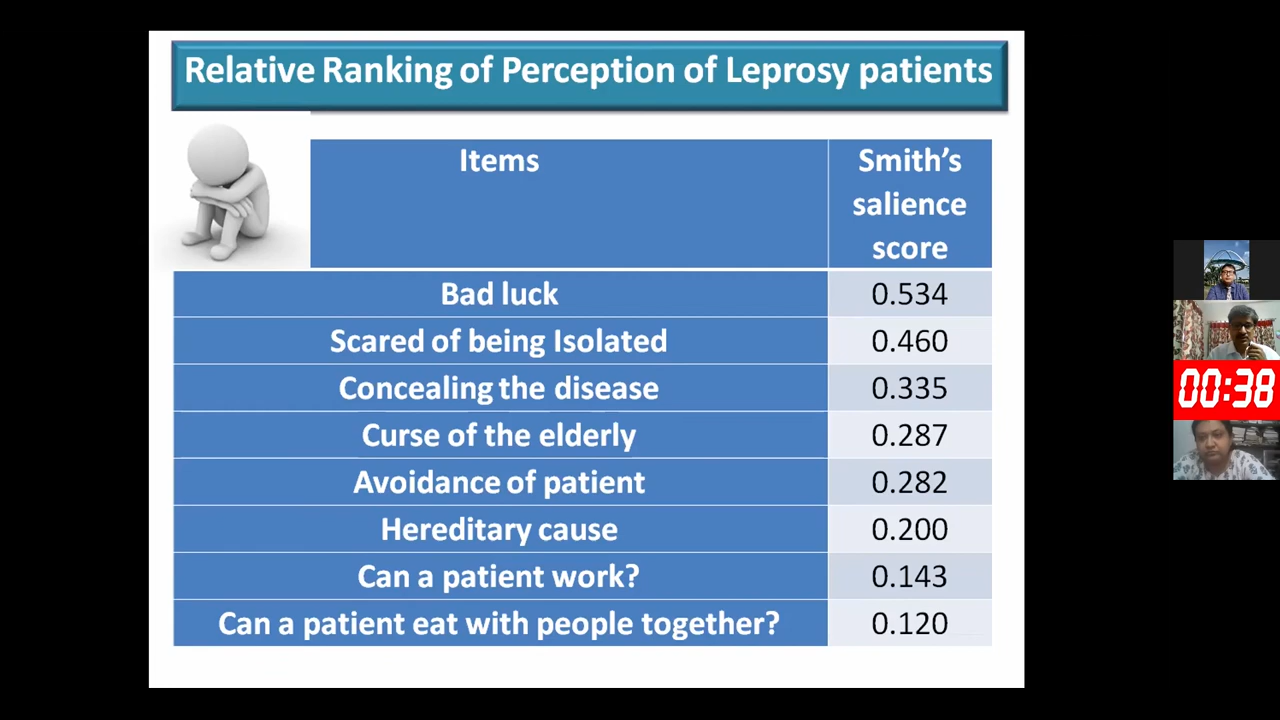 Relative Ranking of Perception of Leprosy patients
Items
Smith's
salience
score
Bad luck 0.534
Scared of being Isolated 0.460
Concealing the disease 0.335
Curse of the elderly 0.287
Avoidance of patient 0.282
Hereditary cause 0.200
Can a patient work? 0.143
Can a patient eat with people together? 0.120
00:38